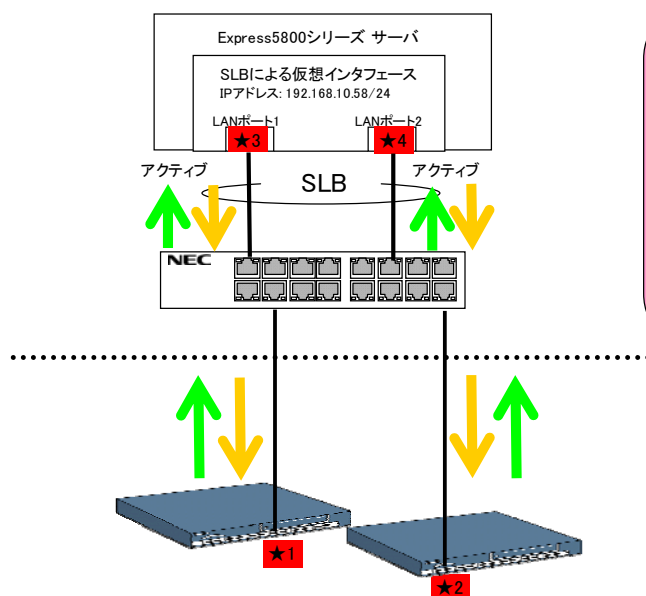 Express5800シリーズ サーバ
SLBによる仮想インタフェース
IPアドレス: 192.168.10.58/24
LANポート1
LANポート2
★3
★4
アクティブ
アクティブ
SLB
NEC
★1
★2